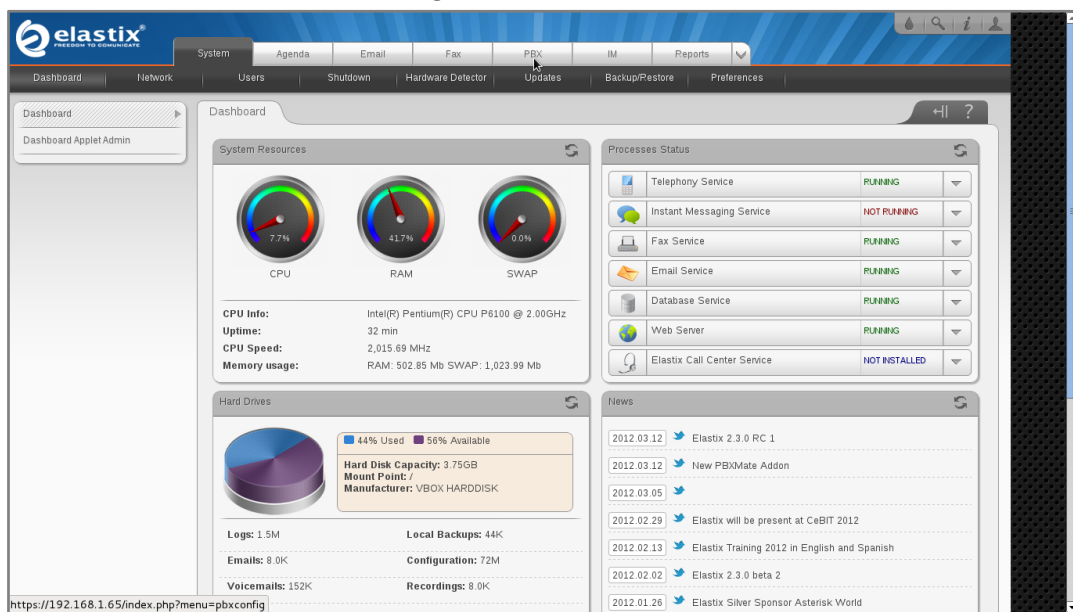 elastix®
FREEDOM TO COMMUNICATE
System Agenda Email Fax PBX IM Reports
Dashboard Network Users Shutdown Hardware Detector Updates Backup/Restore Preferences
Dashboard
Dashboard Applet Admin
Dashboard
System Resources
7.7% 41.7% 0.0%
CPU RAM SWAP
CPU Info: Intel(R) Pentium(R) CPU P6100 @ 2.00GHz
Uptime: 32 min
CPU Speed: 2,015.69 MHz
Memory usage: RAM: 502.85 Mb SWAP: 1,023.99 Mb
Processes Status
Telephony Service RUNNING
Instant Messaging Service NOT RUNNING
Fax Service RUNNING
Email Service RUNNING
Database Service RUNNING
Web Server RUNNING
Elastix Call Center Service NOT INSTALLED
Hard Drives
44% Used 56% Available
Hard Disk Capacity: 3.75GB
Mount Point: /
Manufacturer: VBOX HARDDISK
Logs: 1.5M Local Backups: 44K
Emails: 8.0K Configuration: 72M
Voicemails: 152K Recordings: 8.0K
News
2012.03.12 Elastix 2.3.0 RC 1
2012.03.12 New PBXMate Addon
2012.03.05
2012.02.29 Elastix will be present at CeBIT 2012
2012.02.13 Elastix Training 2012 in English and Spanish
2012.02.02 Elastix 2.3.0 beta 2
2012.01.26 Elastix Silver Sponsor Asterisk World
https://192.168.1.65/index.php?menu=pbxconfig